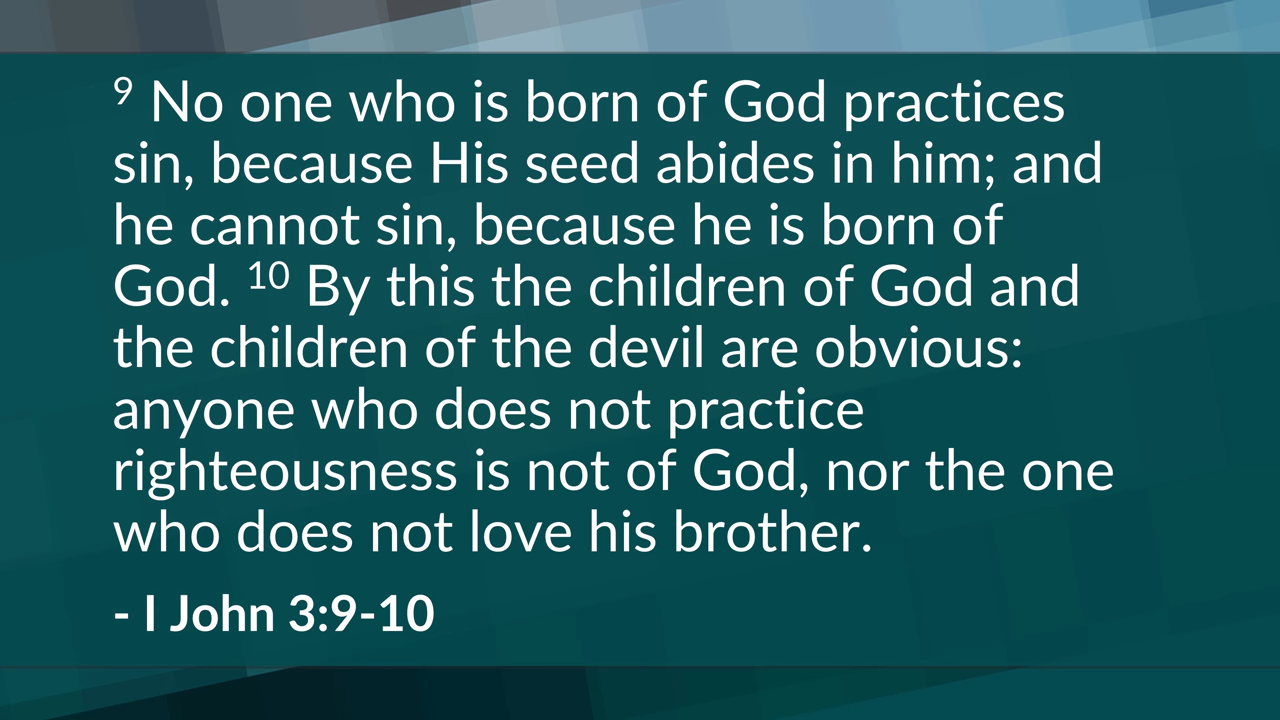 9 No one who is born of God practices
sin, because His seed abides in him; and
he cannot sin, because he is born of
God. 10 By this the children of God and
the children of the devil are obvious:
anyone who does not practice
righteousness is not of God, nor the one
who does not love his brother.
- I John 3:9-10